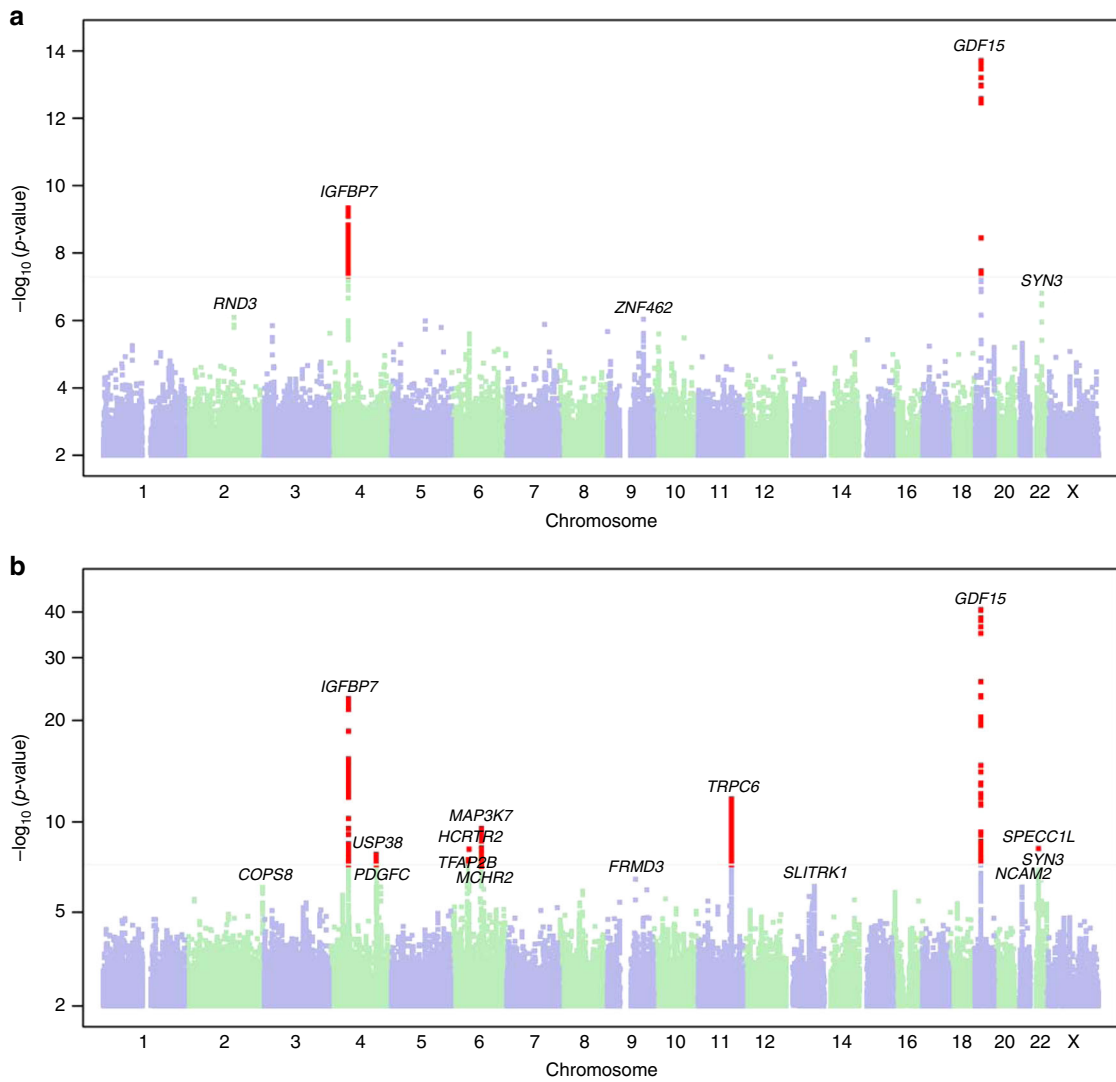 a
14
12
10
8
6
4
2
−log10 (p-value)
GDF15
IGFBP7
RND3
ZNF462
SYN3
1 2 3 4 5 6 7 8 9 10 11 12 14 16 18 20 22 X
Chromosome
b
40
30
20
10
5
2
−log10 (p-value)
GDF15
IGFBP7
TRPC6
MAP3K7
HCRTR2
USP38
SPECC1L
TFAP2B
SYN3
COPS8
PDGFC
MCHR2
FRMD3
SLITRK1
NCAM2
1 2 3 4 5 6 7 8 9 10 11 12 14 16 18 20 22 X
Chromosome